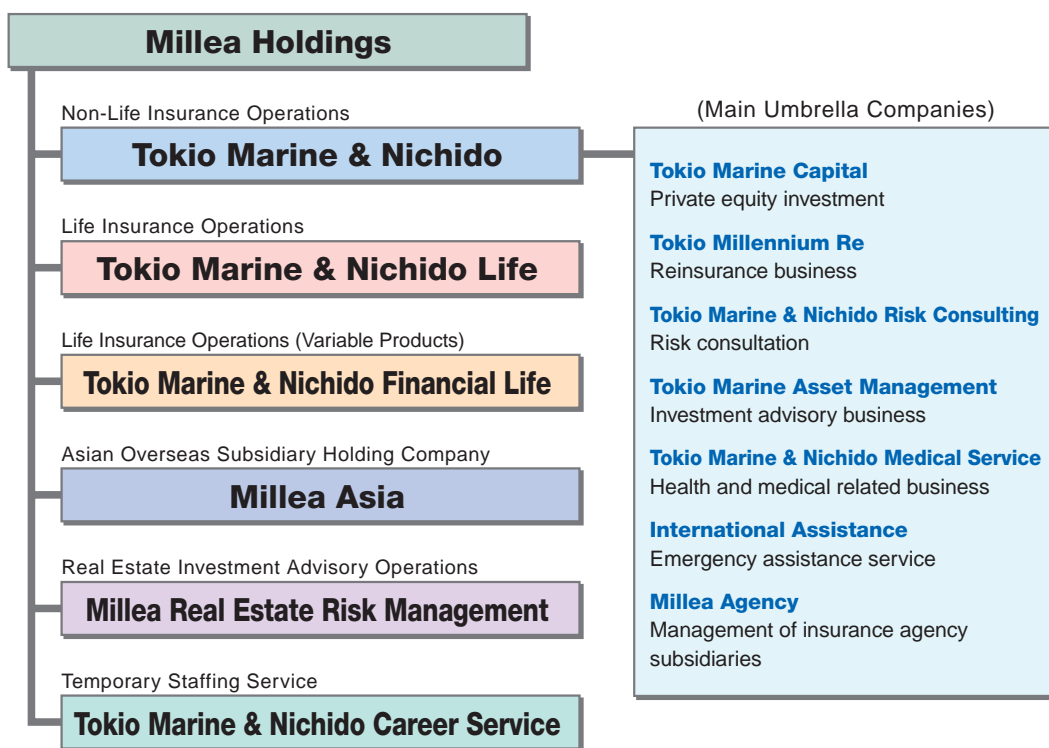 Millea Holdings
Non-Life Insurance Operations
Tokio Marine & Nichido
Life Insurance Operations
Tokio Marine & Nichido Life
Life Insurance Operations (Variable Products)
Tokio Marine & Nichido Financial Life
Asian Overseas Subsidiary Holding Company
Millea Asia
Real Estate Investment Advisory Operations
Millea Real Estate Risk Management
Temporary Staffing Service
Tokio Marine & Nichido Career Service
(Main Umbrella Companies)
Tokio Marine Capital
Private equity investment
Tokio Millennium Re
Reinsurance business
Tokio Marine & Nichido Risk Consulting
Risk consultation
Tokio Marine Asset Management
Investment advisory business
Tokio Marine & Nichido Medical Service
Health and medical related business
International Assistance
Emergency assistance service
Millea Agency
Management of insurance agency
subsidiaries